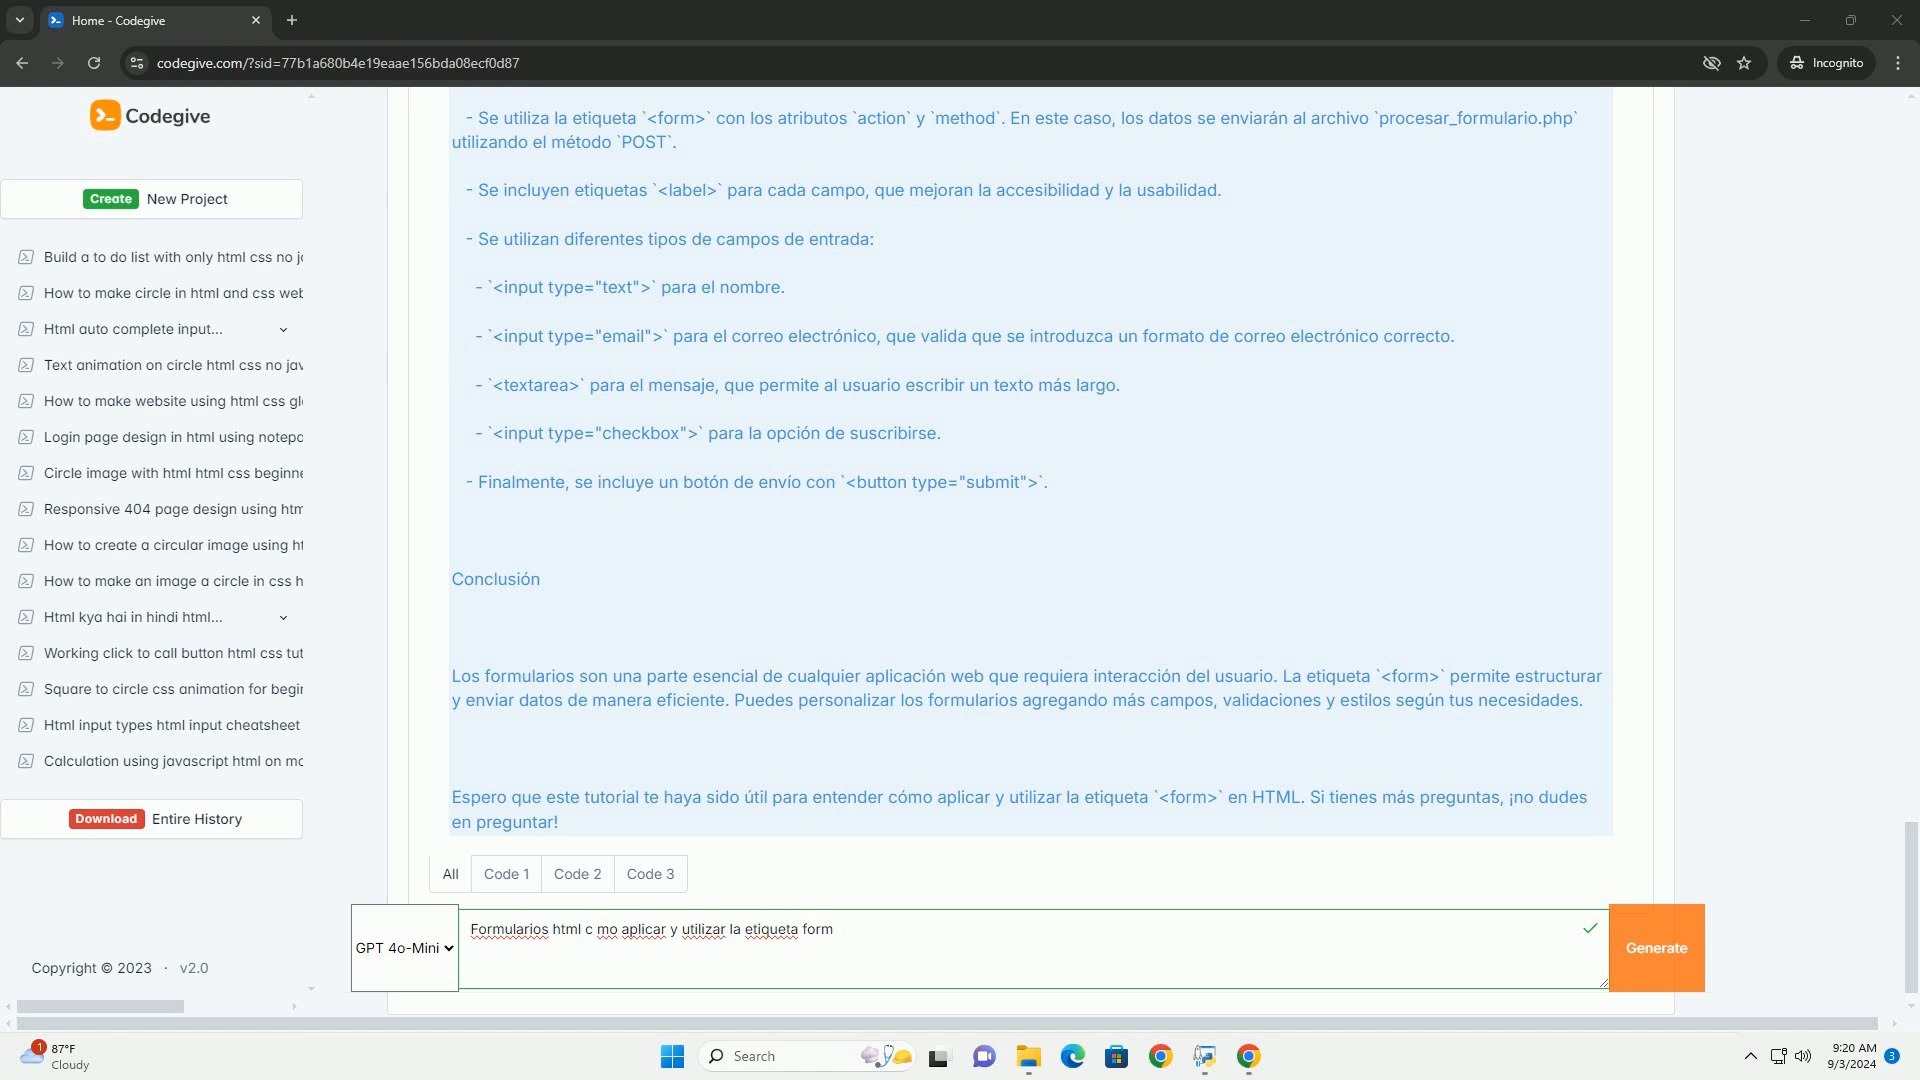 Home - Codegive
codegive.com/?sid=77b1a680b4e19eaae156bda08ecf0d87
Incognito
Codegive
Create New Project
Build a to do list with only html css no
How to make circle in html and css
Html auto complete input...
Text animation on circle html css no
How to make website using html css
Login page design in html using
Circle image with html html css
Responsive 404 page design using
How to create a circular image using
How to make an image a circle in css
Html kya hai in hindi html...
Working click to call button html css
Square to circle css animation for
Html input types html input cheatsheet
Calculation using javascript html on
Download Entire History
Copyright © 2023 · v2.0
- Se utiliza la etiqueta `<form>` con los atributos `action` y `method`. En este caso, los datos se enviarán al archivo `procesar_formulario.php`
utilizando el método `POST`.
- Se incluyen etiquetas `<label>` para cada campo, que mejoran la accesibilidad y la usabilidad.
- Se utilizan diferentes tipos de campos de entrada:
- `<input type="text">` para el nombre.
- `<input type="email">` para el correo electrónico, que valida que se introduzca un formato de correo electrónico correcto.
- `<textarea>` para el mensaje, que permite al usuario escribir un texto más largo.
- `<input type="checkbox">` para la opción de suscribirse.
- Finalmente, se incluye un botón de envío con `<button type="submit">`.
Conclusión
Los formularios son una parte esencial de cualquier aplicación web que requiera interacción del usuario. La etiqueta `<form>` permite estructurar
y enviar datos de manera eficiente. Puedes personalizar los formularios agregando más campos, validaciones y estilos según tus necesidades.
Espero que este tutorial te haya sido útil para entender cómo aplicar y utilizar la etiqueta `<form>` en HTML. Si tienes más preguntas, ¡no dudes
en preguntar!
All Code 1 Code 2 Code 3
GPT 4o-Mini
Formularios html c mo aplicar y utilizar la etiqueta form
Generate
1
87°F
Cloudy
Search
9:20 AM
9/3/2024
3